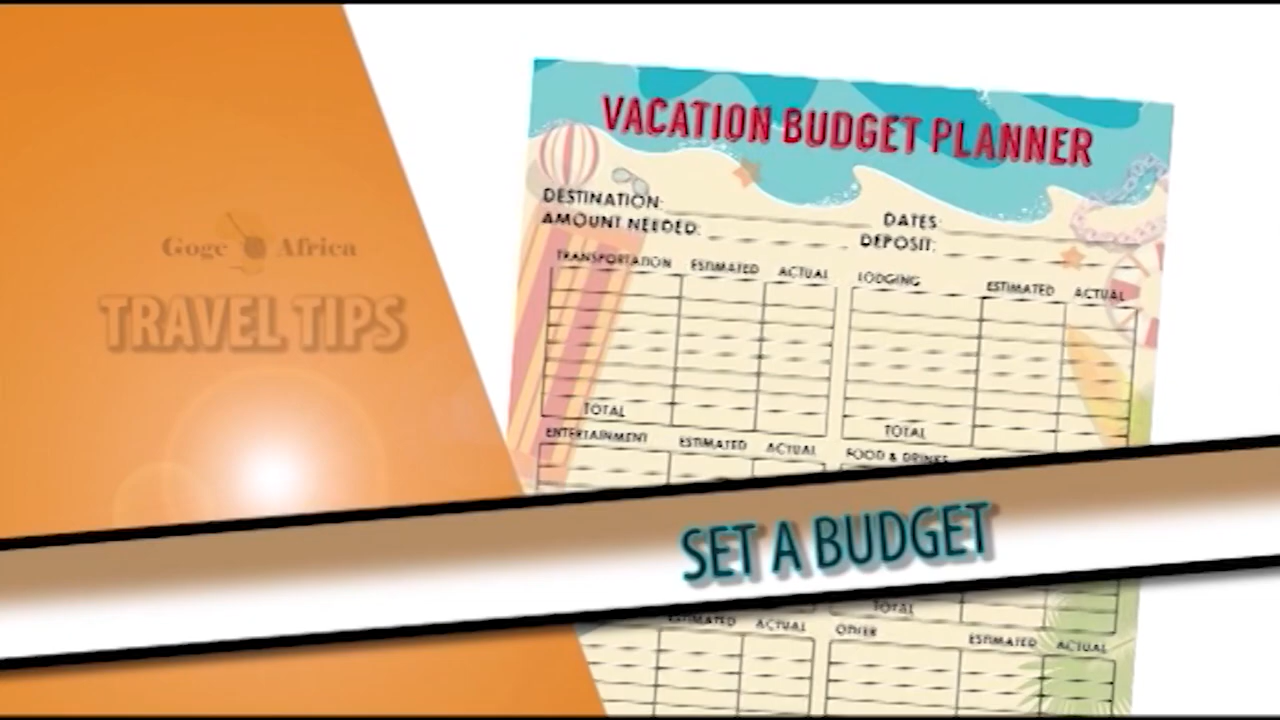 Goge Africa
TRAVEL TIPS
VACATION BUDGET PLANNER
DESTINATION:
DATES:
AMOUNT NEEDED:
DEPOSIT:
TRANSPORTATION ESTIMATED ACTUAL
LODGING ESTIMATED ACTUAL
TOTAL
TOTAL
ENTERTAINMENT ESTIMATED ACTUAL
FOOD & DRINKS
SET A BUDGET
TOTAL
ESTIMATED ACTUAL
OTHER ESTIMATED ACTUAL